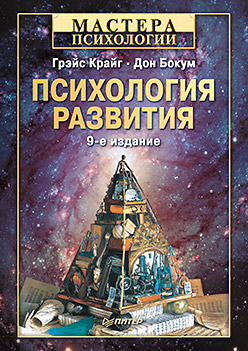 МАСТЕРА
ПСИХОЛОГИИ
Грэйс Крайг · Дон Бокум
ПСИХОЛОГИЯ
РАЗВИТИЯ
9-е издание
ПИТЕР